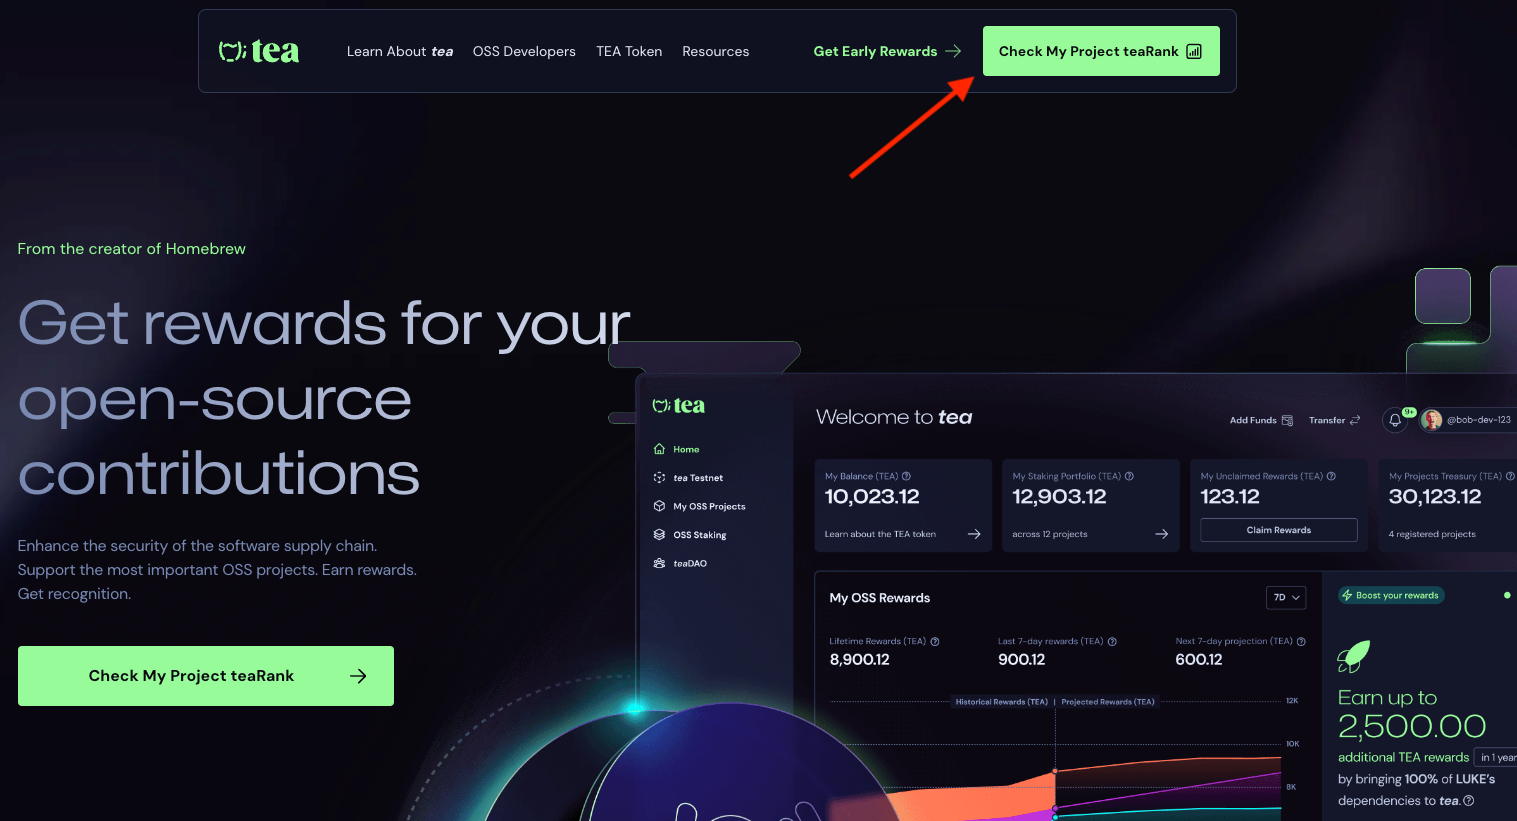 tea
Learn About tea
OSS Developers
TEA Token
Resources
Get Early Rewards
Check My Project teaRank
From the creator of Homebrew
Get rewards for your
open-source
contributions
Enhance the security of the software supply chain.
Support the most important OSS projects. Earn rewards.
Get recognition.
Check My Project teaRank
tea
Home
tea Testnet
My OSS Projects
OSS Staking
teaDAO
Welcome to tea
Add Funds
Transfer
9+
@bob-dev-123
My Balance (TEA)
10,023.12
Learn about the TEA token
My Staking Portfolio (TEA)
12,903.12
across 12 projects
My Unclaimed Rewards (TEA)
123.12
Claim Rewards
My Projects Treasury (TEA)
30,123.12
4 registered projects
My OSS Rewards
7D
Lifetime Rewards (TEA)
8,900.12
Last 7-day rewards (TEA)
900.12
Next 7-day projection (TEA)
600.12
Historical Rewards (TEA) | Projected Rewards (TEA)
12K
10K
8K
Boost your rewards
Earn up to
2,500.00
additional TEA rewards in 1 year
by bringing 100% of LUKE's
dependencies to tea.